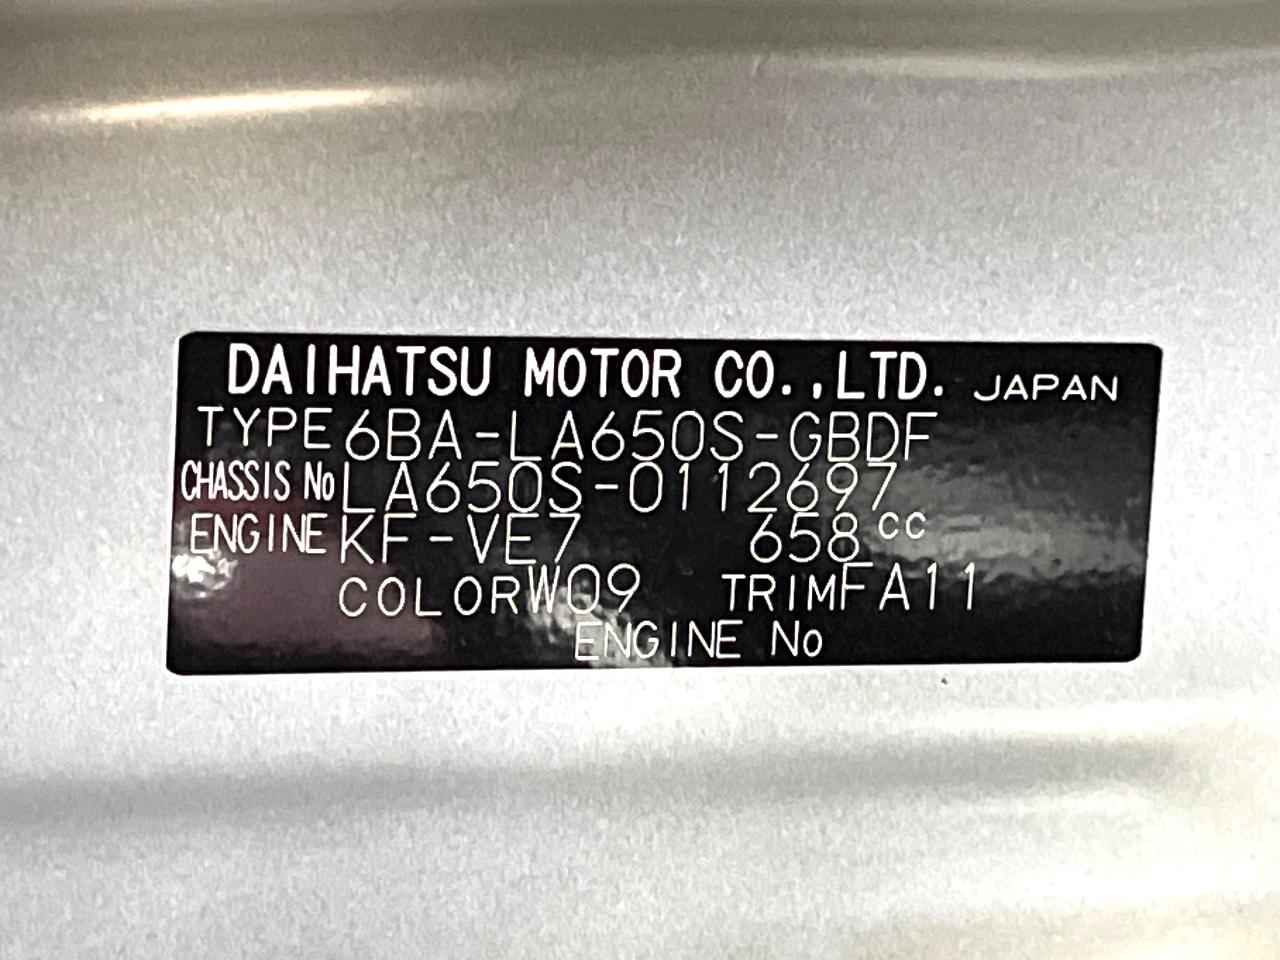 DAIHATSU MOTOR CO.,LTD. JAPAN
TYPE 6BA-LA650S-GBDF
CHASSIS No LA650S-0112697
ENGINE KF-VE7 658cc
COLOR W09 TRIM FA11
ENGINE No